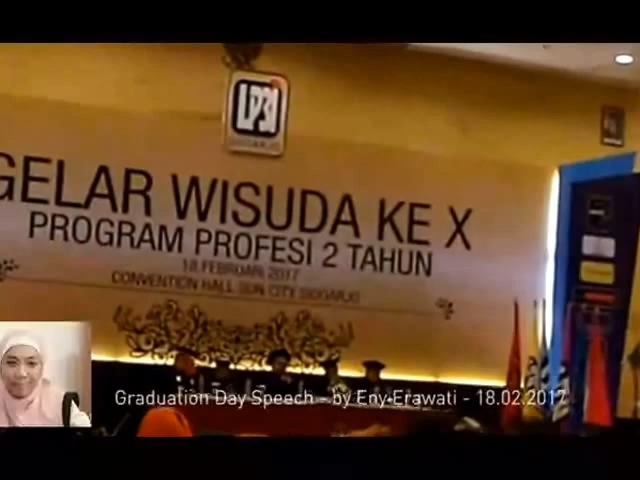 LP3I
SIDOARJO
GELAR WISUDA KE X
PROGRAM PROFESI 2 TAHUN
18 FEBRUARI 2017
CONVENTION HALL SUN CITY SIDOARJO
Graduation Day Speech - by Eny Erawati - 18.02.2017